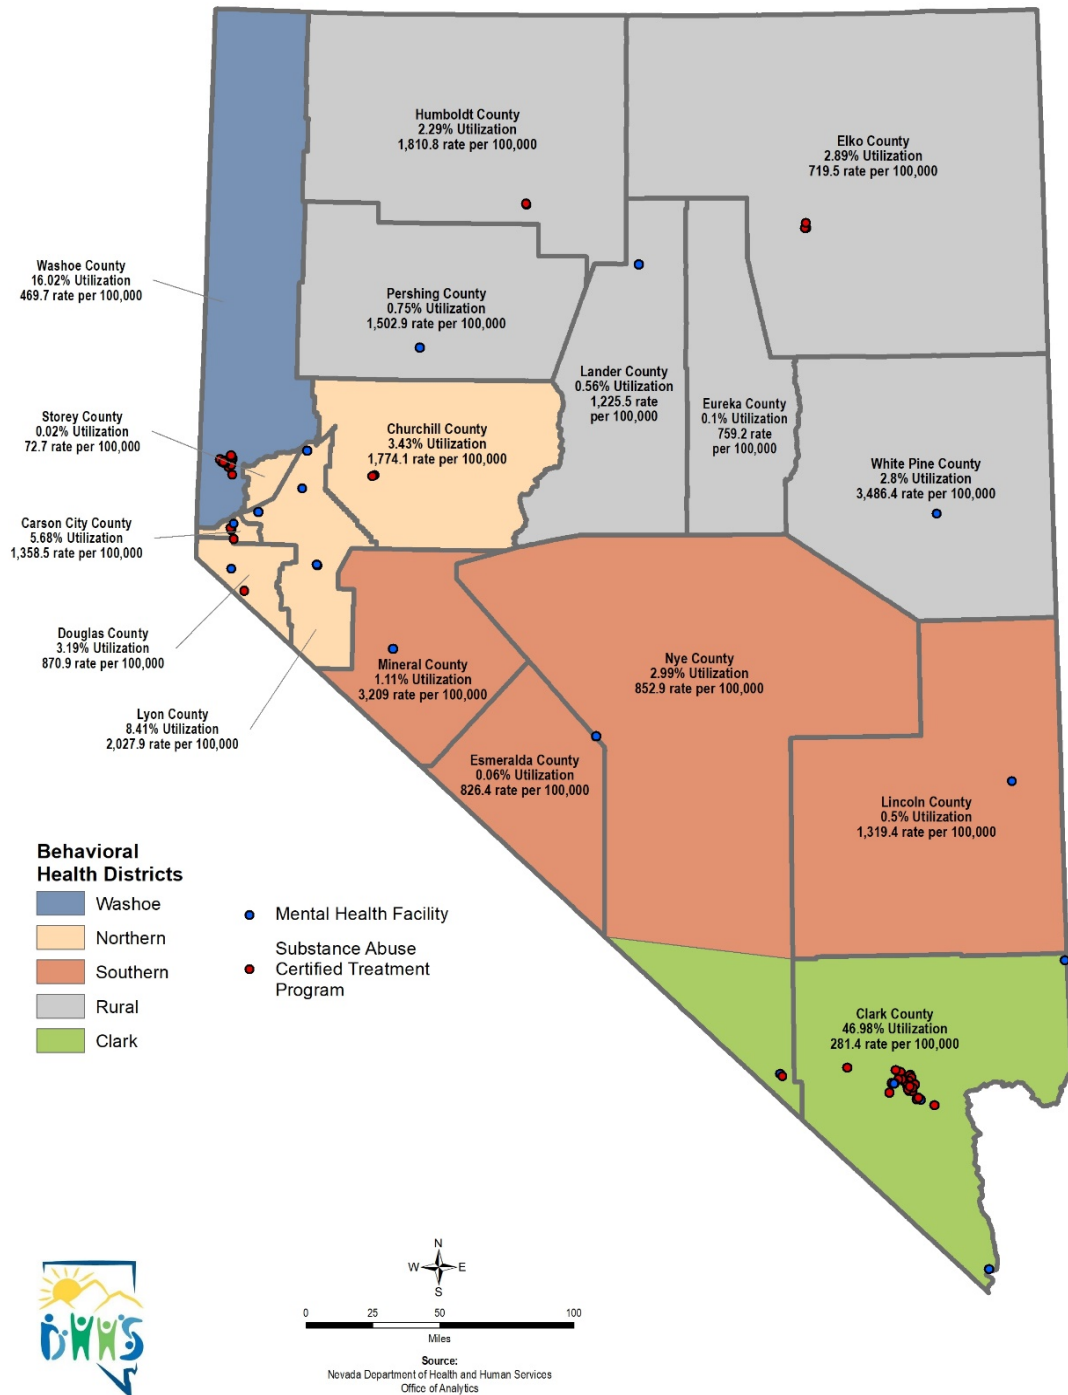 Humboldt County
2.29% Utilization
1,810.8 rate per 100,000
Elko County
2.89% Utilization
719.5 rate per 100,000
Washoe County
16.02% Utilization
469.7 rate per 100,000
Pershing County
0.75% Utilization
1,502.9 rate per 100,000
Lander County
0.56% Utilization
1,225.5 rate
per 100,000
Eureka County
0.1% Utilization
759.2 rate
per 100,000
Storey County
0.02% Utilization
72.7 rate per 100,000
Churchill County
3.43% Utilization
1,774.1 rate per 100,000
White Pine County
2.8% Utilization
3,486.4 rate per 100,000
Carson City County
5.68% Utilization
1,358.5 rate per 100,000
Douglas County
3.19% Utilization
870.9 rate per 100,000
Mineral County
1.11% Utilization
3,209 rate per 100,000
Nye County
2.99% Utilization
852.9 rate per 100,000
Lyon County
8.41% Utilization
2,027.9 rate per 100,000
Esmeralda County
0.06% Utilization
826.4 rate per 100,000
Lincoln County
0.5% Utilization
1,319.4 rate per 100,000
Clark County
46.98% Utilization
281.4 rate per 100,000
Behavioral
Health Districts
Washoe
Northern
Southern
Rural
Clark
Mental Health Facility
Substance Abuse
Certified Treatment
Program
N
W E
S
0 25 50 100
Miles
Source:
Nevada Department of Health and Human Services
Office of Analytics
DHHS